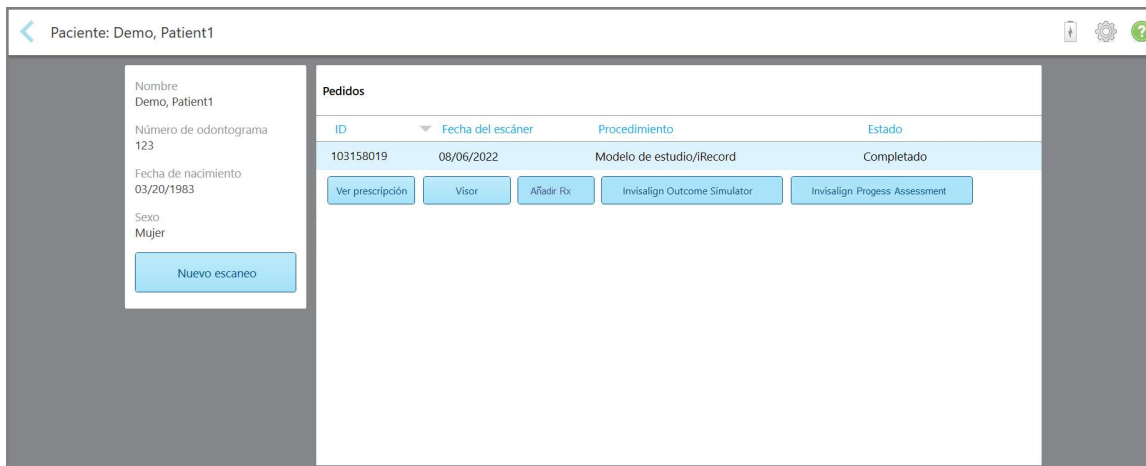 Paciente: Demo, Patient1
?
Nombre
Demo, Patient1
Número de odontograma
123
Fecha de nacimiento
03/20/1983
Sexo
Mujer
Nuevo escaneo
Pedidos
ID Fecha del escáner Procedimiento Estado
103158019 08/06/2022 Modelo de estudio/iRecord Completado
Ver prescripción Visor Añadir Rx Invisalign Outcome Simulator Invisalign Progess Assessment